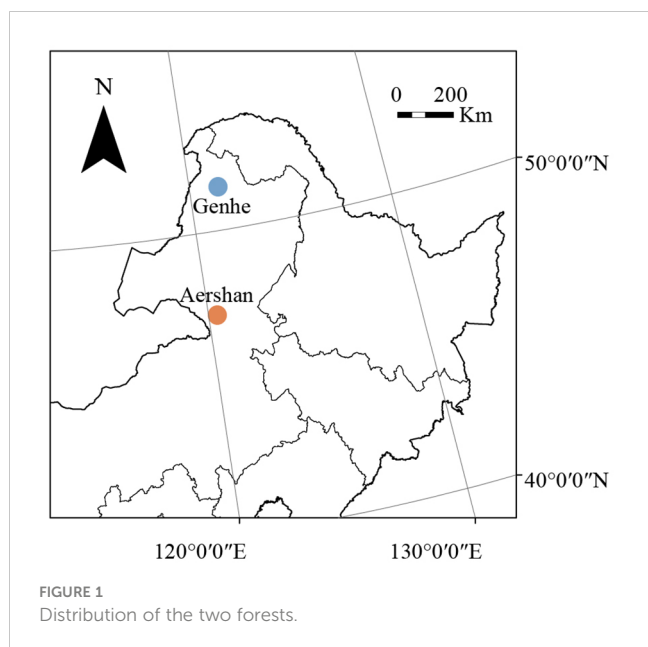 N
0 200
Km
50°0′0″N
Genhe
Aershan
40°0′0″N
120°0′0″E 130°0′0″E
FIGURE 1
Distribution of the two forests.